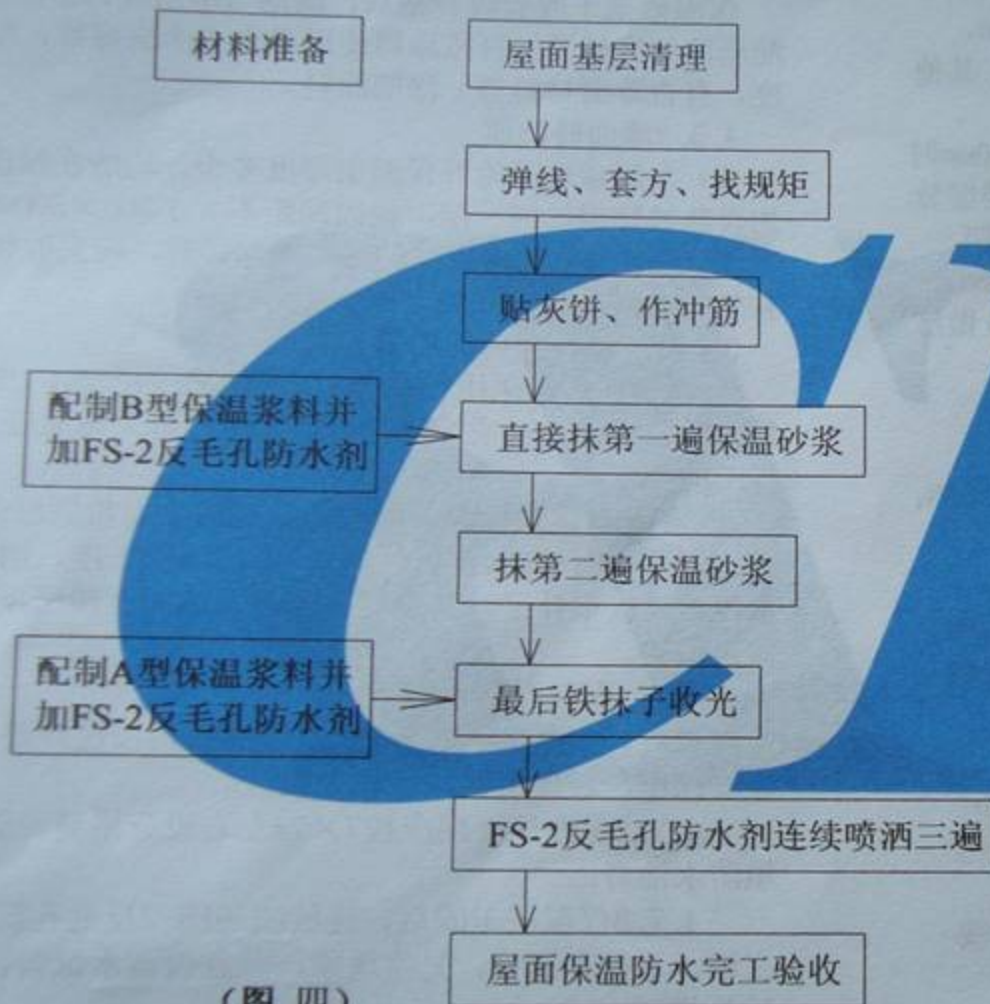 材料准备
屋面基层清理
弹线、套方、找规矩
贴灰饼、作冲筋
配制B型保温浆料并
加FS-2反毛孔防水剂
直接抹第一遍保温砂浆
抹第二遍保温砂浆
配制A型保温浆料并
加FS-2反毛孔防水剂
最后铁抹子收光
FS-2反毛孔防水剂连续喷洒三遍
屋面保温防水完工验收
(图 四)